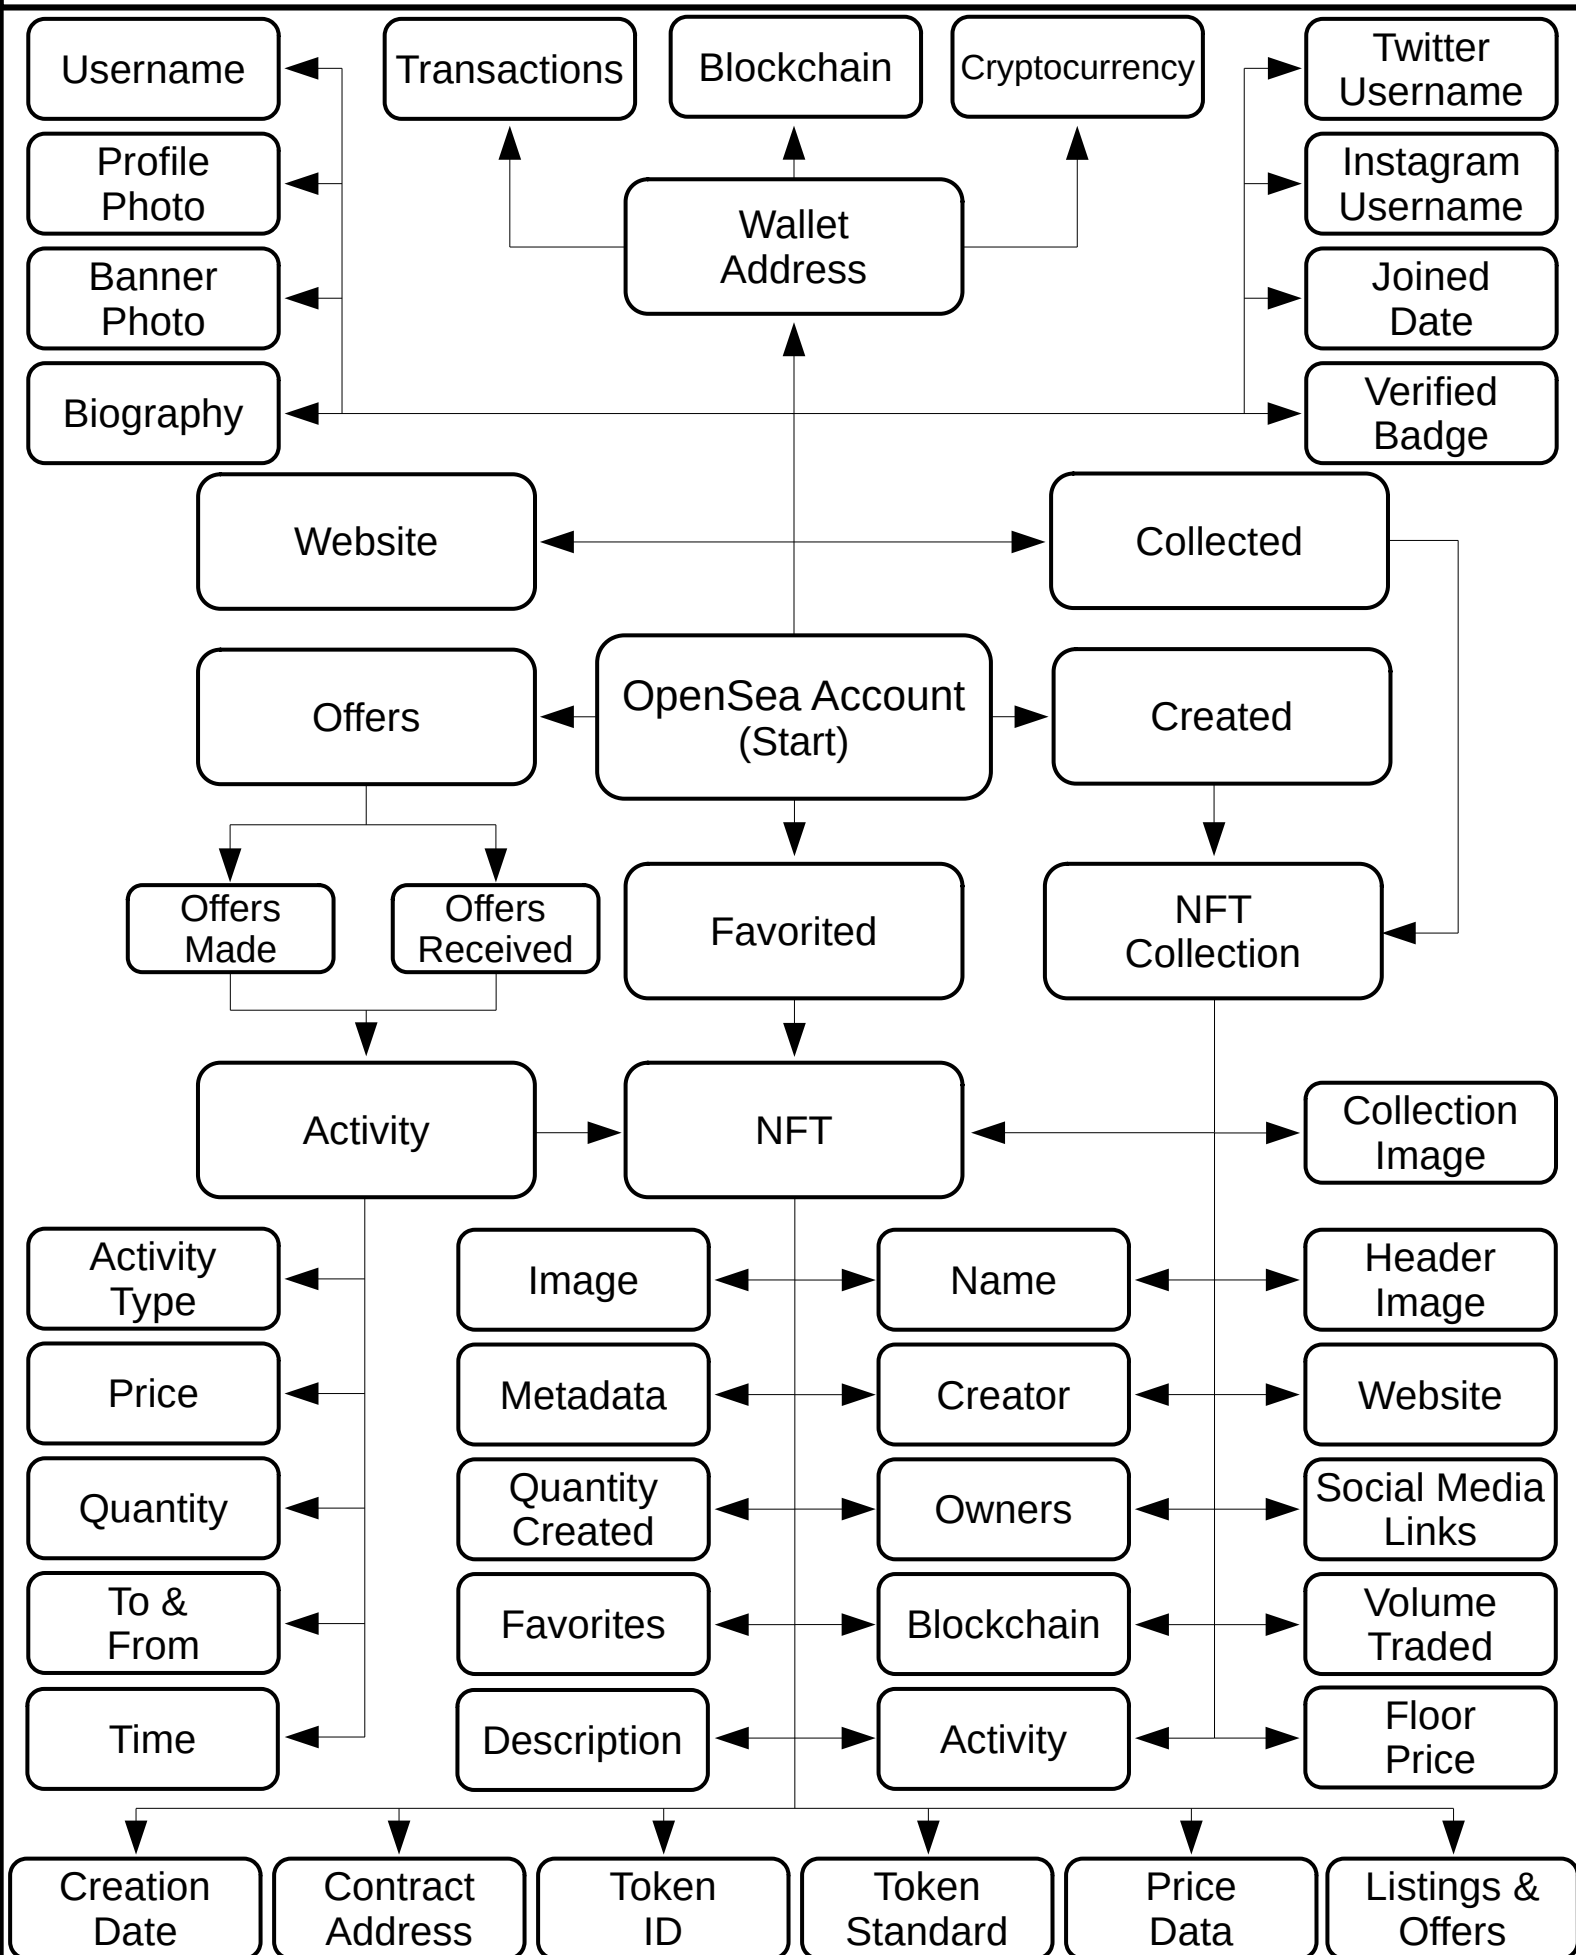 Username
Transactions
Blockchain
Cryptocurrency
Twitter
Username
Profile
Photo
Instagram
Username
Wallet
Address
Banner
Photo
Joined
Date
Biography
Verified
Badge
Website
Collected
Offers
OpenSea Account
(Start)
Created
Offers
Made
Offers
Received
Favorited
NFT
Collection
Activity
NFT
Collection
Image
Activity
Type
Image
Name
Header
Image
Price
Metadata
Creator
Website
Quantity
Quantity
Created
Owners
Social Media
Links
To &
From
Favorites
Blockchain
Volume
Traded
Time
Description
Activity
Floor
Price
Creation
Date
Contract
Address
Token
ID
Token
Standard
Price
Data
Listings &
Offers